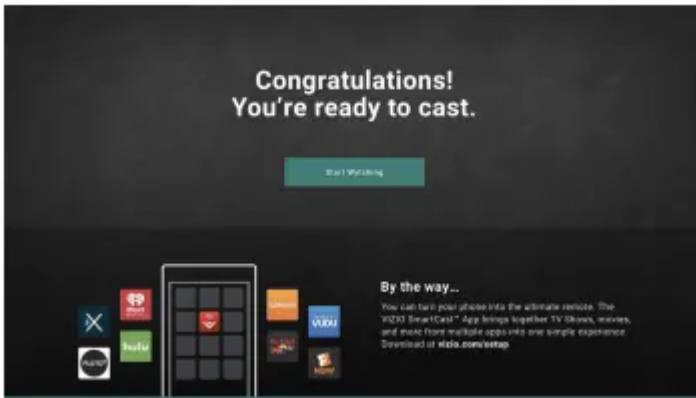 Congratulations!
You're ready to cast.
Start Watching
By the way...
You can turn your phone into the ultimate remote. The
VIZIO SmartCast™ App brings together TV Shows, movies,
and more from multiple apps into one simple experience
Download at vizio.com/setup
iHeart
hulu
VUDU
NOW